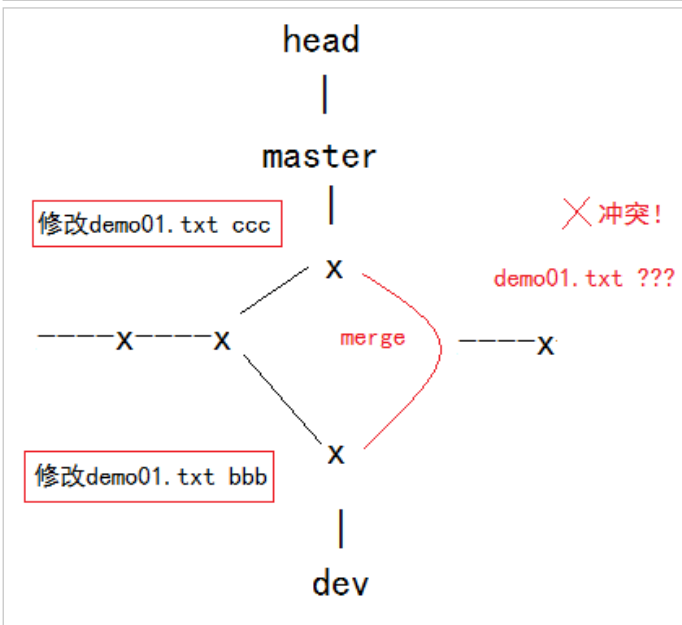 head
master
修改demo01.txt ccc
冲突!
x
demo01.txt ???
----x----x
merge
----x
x
修改demo01.txt bbb
dev